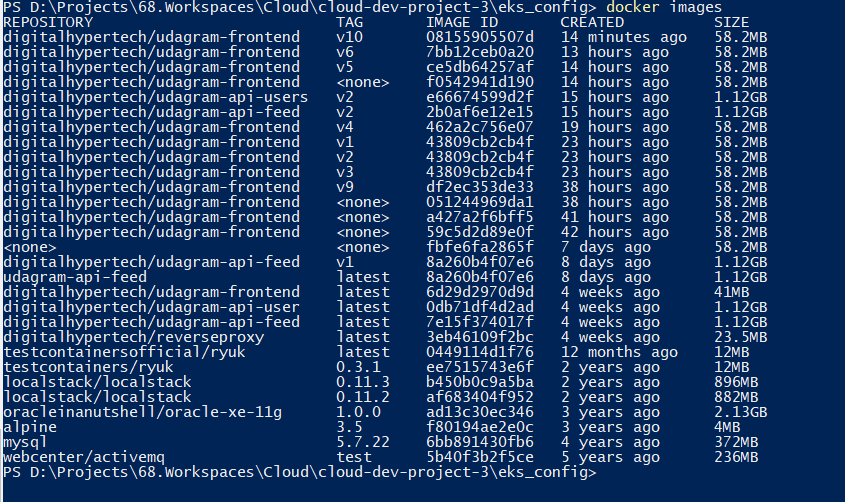 PS D:\Projects\68.Workspaces\Cloud\cloud-dev-project-3\eks_config> docker images
REPOSITORY TAG IMAGE ID CREATED SIZE
digitalhypertech/udagram-frontend v10 08155905507d 14 minutes ago 58.2MB
digitalhypertech/udagram-frontend v6 7bb12ceb0a20 13 hours ago 58.2MB
digitalhypertech/udagram-frontend v5 ce5db64257af 14 hours ago 58.2MB
digitalhypertech/udagram-frontend <none> f0542941d190 14 hours ago 58.2MB
digitalhypertech/udagram-api-users v2 e66674599d2f 15 hours ago 1.12GB
digitalhypertech/udagram-api-feed v2 2b0af6e12e15 15 hours ago 1.12GB
digitalhypertech/udagram-frontend v4 462a2c756e07 19 hours ago 58.2MB
digitalhypertech/udagram-frontend v1 43809cb2cb4f 23 hours ago 58.2MB
digitalhypertech/udagram-frontend v2 43809cb2cb4f 23 hours ago 58.2MB
digitalhypertech/udagram-frontend v3 43809cb2cb4f 23 hours ago 58.2MB
digitalhypertech/udagram-frontend v9 df2ec353de33 38 hours ago 58.2MB
digitalhypertech/udagram-frontend <none> 051244969da1 38 hours ago 58.2MB
digitalhypertech/udagram-frontend <none> a427a2f6bff5 41 hours ago 58.2MB
digitalhypertech/udagram-frontend <none> 59c5d2d89e0f 42 hours ago 58.2MB
<none> <none> fbfe6fa2865f 7 days ago 58.2MB
digitalhypertech/udagram-api-feed v1 8a260b4f07e6 8 days ago 1.12GB
udagram-api-feed latest 8a260b4f07e6 8 days ago 1.12GB
digitalhypertech/udagram-frontend latest 6d29d2970d9d 4 weeks ago 41MB
digitalhypertech/udagram-api-user latest 0db71df4d2ad 4 weeks ago 1.12GB
digitalhypertech/udagram-api-feed latest 7e15f374017f 4 weeks ago 1.12GB
digitalhypertech/reverseproxy latest 3eb46109f2bc 4 weeks ago 23.5MB
testcontainersofficial/ryuk latest 0449114d1f76 12 months ago 12MB
testcontainers/ryuk 0.3.1 ee7515743e6f 2 years ago 12MB
localstack/localstack 0.11.3 b450b0c9a5ba 2 years ago 896MB
localstack/localstack 0.11.2 af683404f952 2 years ago 882MB
oracleinanutshell/oracle-xe-11g 1.0.0 ad13c30ec346 3 years ago 2.13GB
alpine 3.5 f80194ae2e0c 3 years ago 4MB
mysql 5.7.22 6bb891430fb6 4 years ago 372MB
webcenter/activemq test 5b40f3b2f5ce 5 years ago 236MB
PS D:\Projects\68.Workspaces\Cloud\cloud-dev-project-3\eks_config>